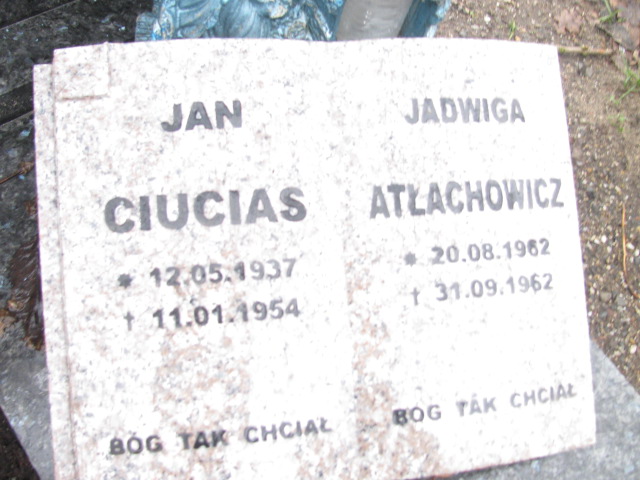 JAN
CIUCIAS
* 12.05.1937
† 11.01.1954
BÓG TAK CHCIAŁ
JADWIGA
ATŁACHOWICZ
* 20.08.1962
† 31.09.1962
BÓG TAK CHCIAŁ